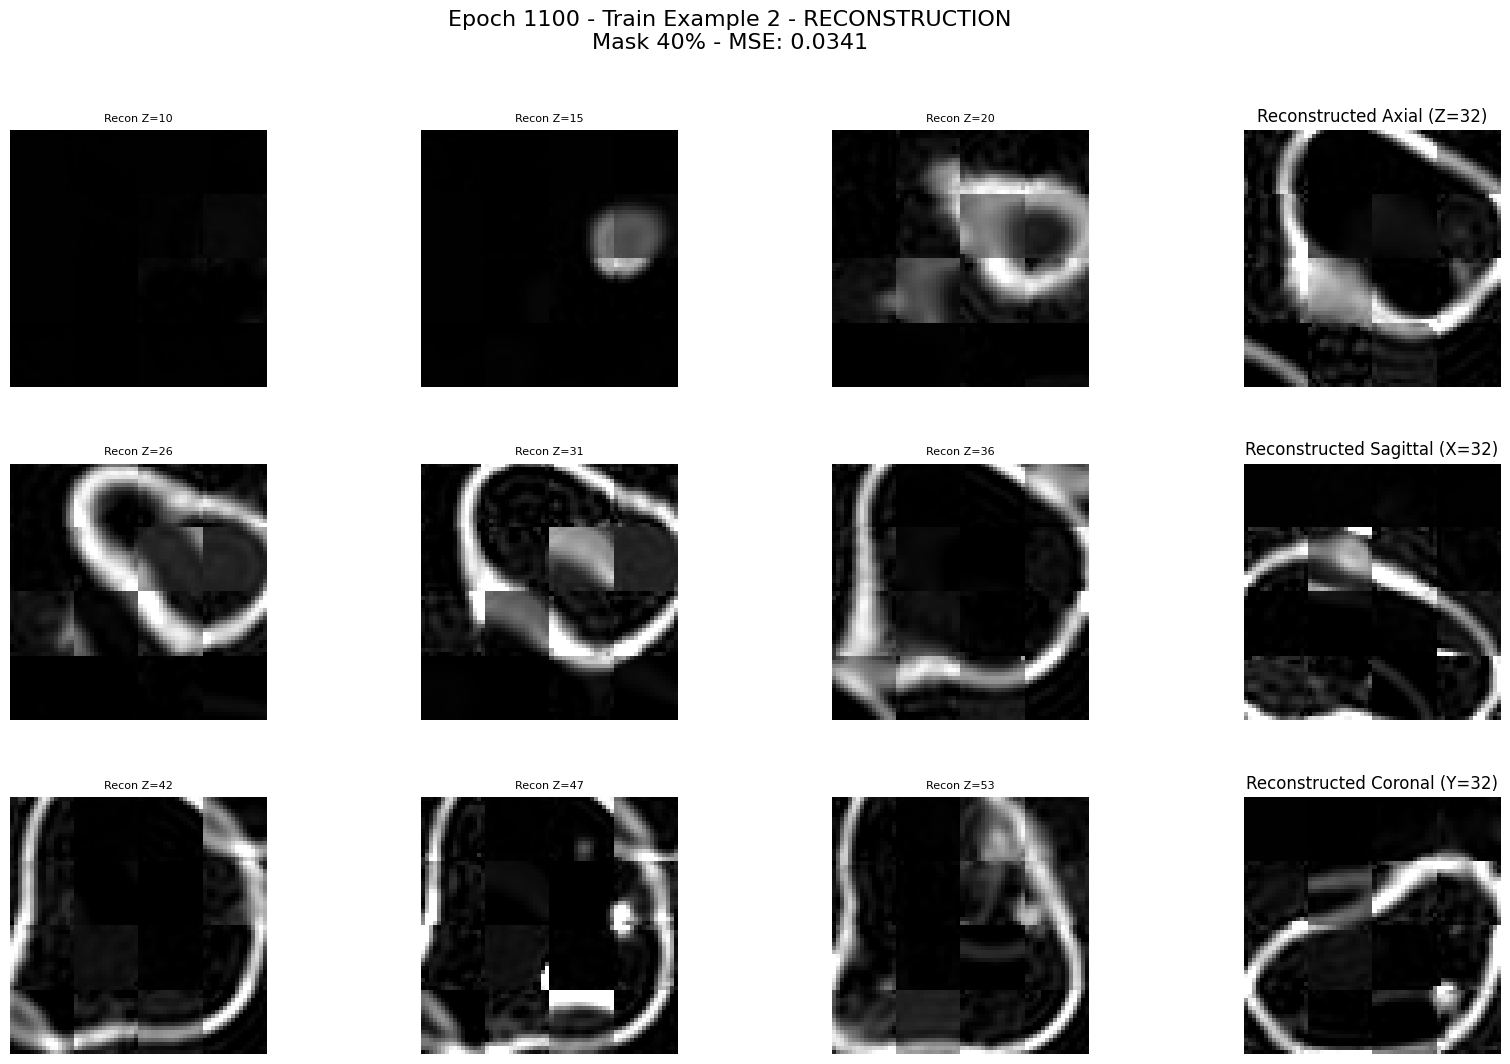 Epoch 1100 - Train Example 2 - RECONSTRUCTION
Mask 40% - MSE: 0.0341
Recon Z=10
Recon Z=15
Recon Z=20
Reconstructed Axial (Z=32)
Recon Z=26
Recon Z=31
Recon Z=36
Reconstructed Sagittal (X=32)
Recon Z=42
Recon Z=47
Recon Z=53
Reconstructed Coronal (Y=32)